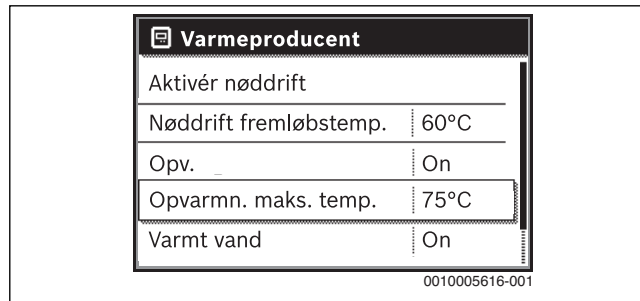 Varmeproducent
Aktivér nøddrift
Nøddrift fremløbstemp. 60°C
Opv. _ On
Opvarmn. maks. temp. 75°C
Varmt vand On
0010005616-001